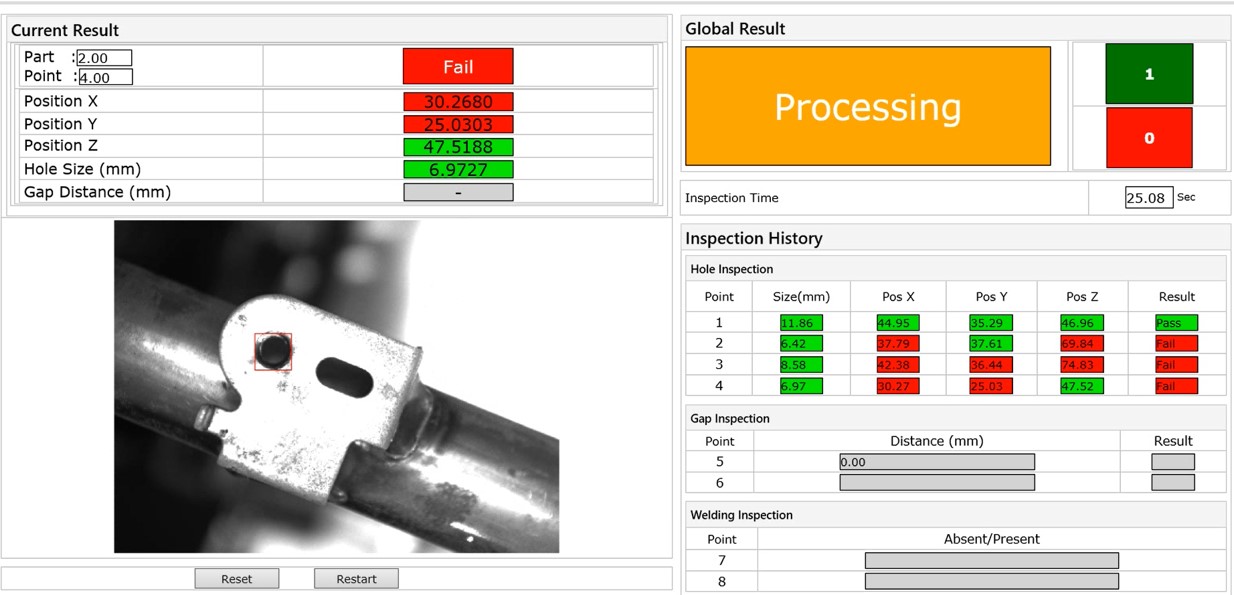 Current Result
Part : 2.00
Point : 4.00
Fail
Position X 30.2680
Position Y 25.0303
Position Z 47.5188
Hole Size (mm) 6.9727
Gap Distance (mm) -
Reset Restart
Global Result
Processing
1
0
Inspection Time 25.08 Sec
Inspection History
Hole Inspection
Point Size(mm) Pos X Pos Y Pos Z Result
1 11.86 44.95 35.29 46.96 Pass
2 6.42 37.79 37.61 69.84 Fail
3 8.58 42.38 36.44 74.83 Fail
4 6.97 30.27 25.03 47.52 Fail
Gap Inspection
Point Distance (mm) Result
5 0.00
6
Welding Inspection
Point Absent/Present
7
8